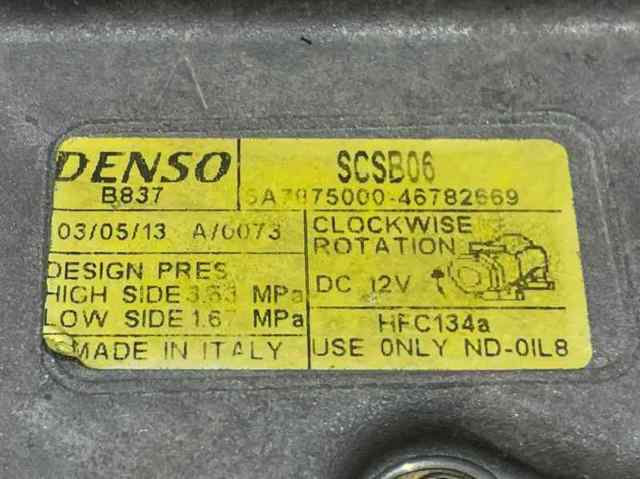 DENSO
SCSB06
B837
5A7975000-46782669
03/05/13 A/0073
CLOCKWISE
ROTATION
DESIGN PRES
HIGH SIDE 3.53 MPa
DC 12V
LOW SIDE 1.67 MPa
HFC134a
MADE IN ITALY
USE ONLY ND-OIL8